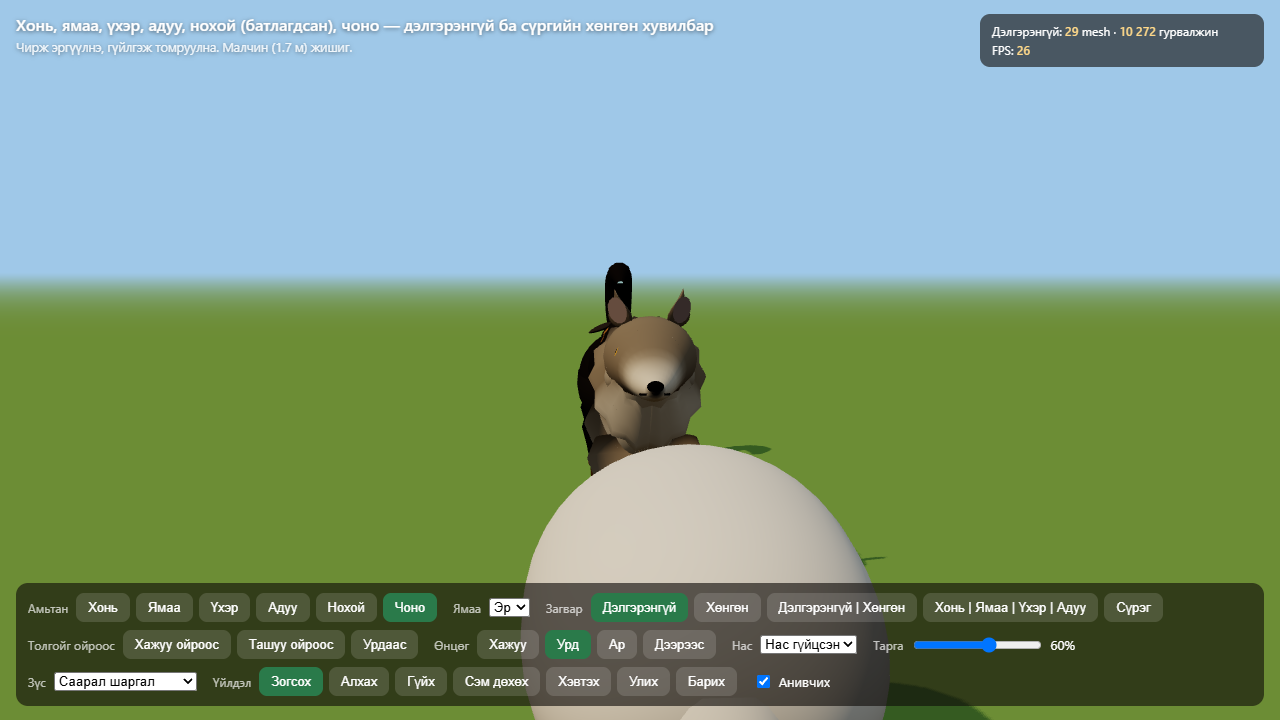 Хонь, ямаа, үхэр, адуу, нохой (батлагдсан), чоно — дэлгэрэнгүй ба сүргийн хөнгөн хувилбар
Чирж эргүүлнэ, гүйлгэж томруулна. Малчин (1.7 м) жишиг.
Дэлгэрэнгүй: 29 mesh · 10 272 гурвалжин
FPS: 26
Амьтан Хонь Ямаа Үхэр Адуу Нохой Чоно Ямаа Эр Загвар Дэлгэрэнгүй Хөнгөн Дэлгэрэнгүй | Хөнгөн Хонь | Ямаа | Үхэр | Адуу Сүрэг
Толгойг ойроос Хажуу ойроос Ташуу ойроос Урдаас Өнцөг Хажуу Урд Ар Дээрээс Нас Нас гүйцсэн Тарга 60%
Зүс Саарал шаргал Үйлдэл Зогсох Алхах Гүйх Сэм дөхөх Хэвтэх Улих Барих Анивчих